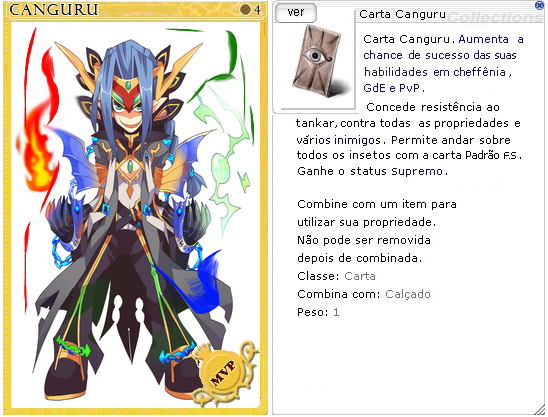 CANGURU
4
MVP
ver
Carta Canguru
Collections
Carta Canguru. Aumenta a
chance de sucesso das suas
habilidades em cheffênia,
GdE e PvP.
Concede resistência ao
tankar,contra todas as propriedades e
vários inimigos. Permite andar sobre
todos os insetos com a carta Padrão F.S.
Ganhe o status Supremo.
Combine com um item para
utilizar sua propriedade.
Não pode ser removida
depois de combinada.
Classe: Carta
Combina com: Calçado
Peso: 1